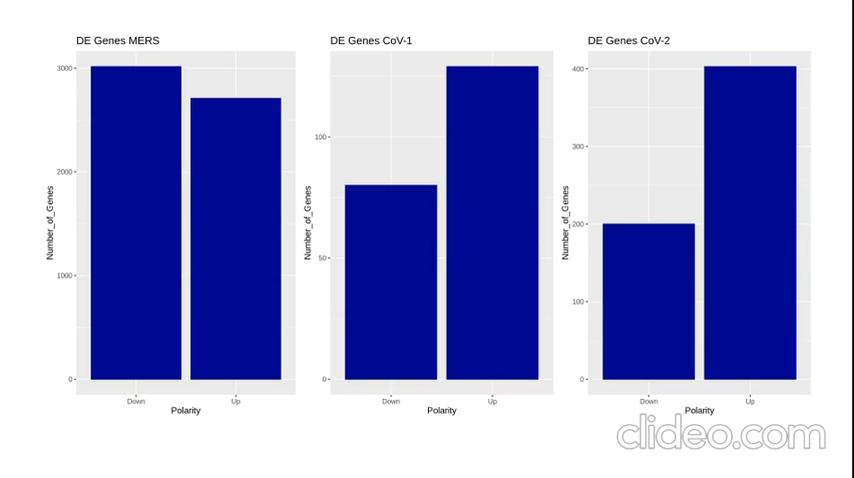 DE Genes MERS
Number_of_Genes
3000
2000
1000
0
Down Up
Polarity
DE Genes CoV-1
Number_of_Genes
100
50
0
Down Up
Polarity
DE Genes CoV-2
Number_of_Genes
400
300
200
100
0
Down Up
Polarity
clideo.com